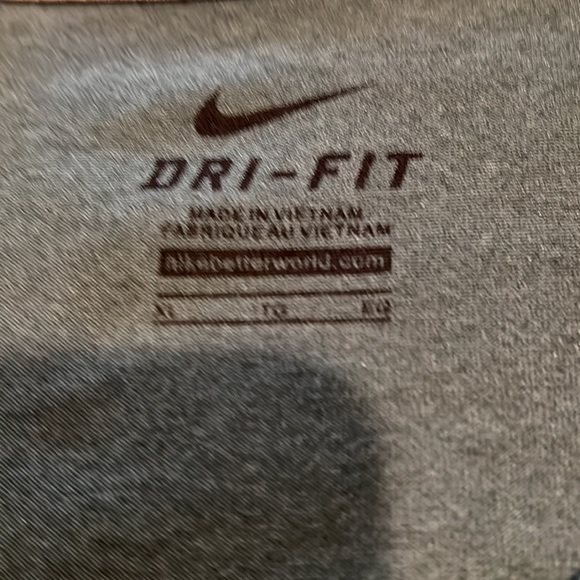 DRI-FIT
MADE IN VIETNAM
FABRIQUE AU VIETNAM
nikebetterworld.com
XL TG EG